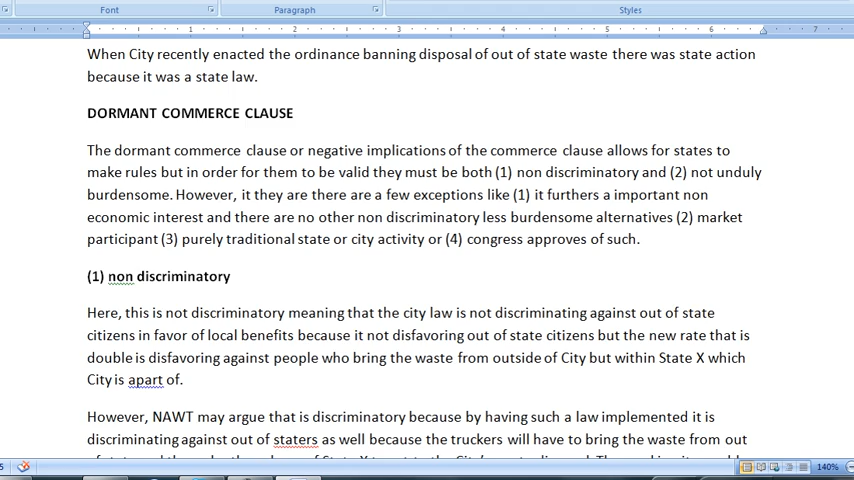 Font
Paragraph
Styles
1
2
3
4
5
6
7
When City recently enacted the ordinance banning disposal of out of state waste there was state action
because it was a state law.
DORMANT COMMERCE CLAUSE
The dormant commerce clause or negative implications of the commerce clause allows for states to
make rules but in order for them to be valid they must be both (1) non discriminatory and (2) not unduly
burdensome. However, it they are there are a few exceptions like (1) it furthers a important non
economic interest and there are no other non discriminatory less burdensome alternatives (2) market
participant (3) purely traditional state or city activity or (4) congress approves of such.
(1) non discriminatory
Here, this is not discriminatory meaning that the city law is not discriminating against out of state
citizens in favor of local benefits because it not disfavoring out of state citizens but the new rate that is
double is disfavoring against people who bring the waste from outside of City but within State X which
City is apart of.
However, NAWT may argue that is discriminatory because by having such a law implemented it is
discriminating against out of staters as well because the truckers will have to bring the waste from out
5
140%